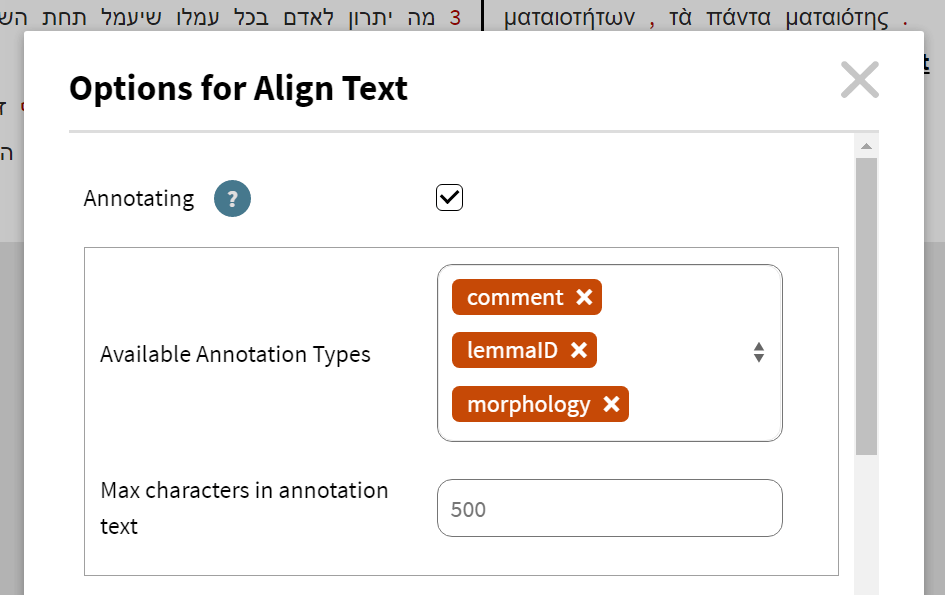 3 מה יתרון לאדם בכל עמלו שיעמל תחת
ματαιοτήτων , τὰ πάντα ματαιότης .
Options for Align Text
Annotating ?
comment
Available Annotation Types
lemmaID
morphology
Max characters in annotation
text
500